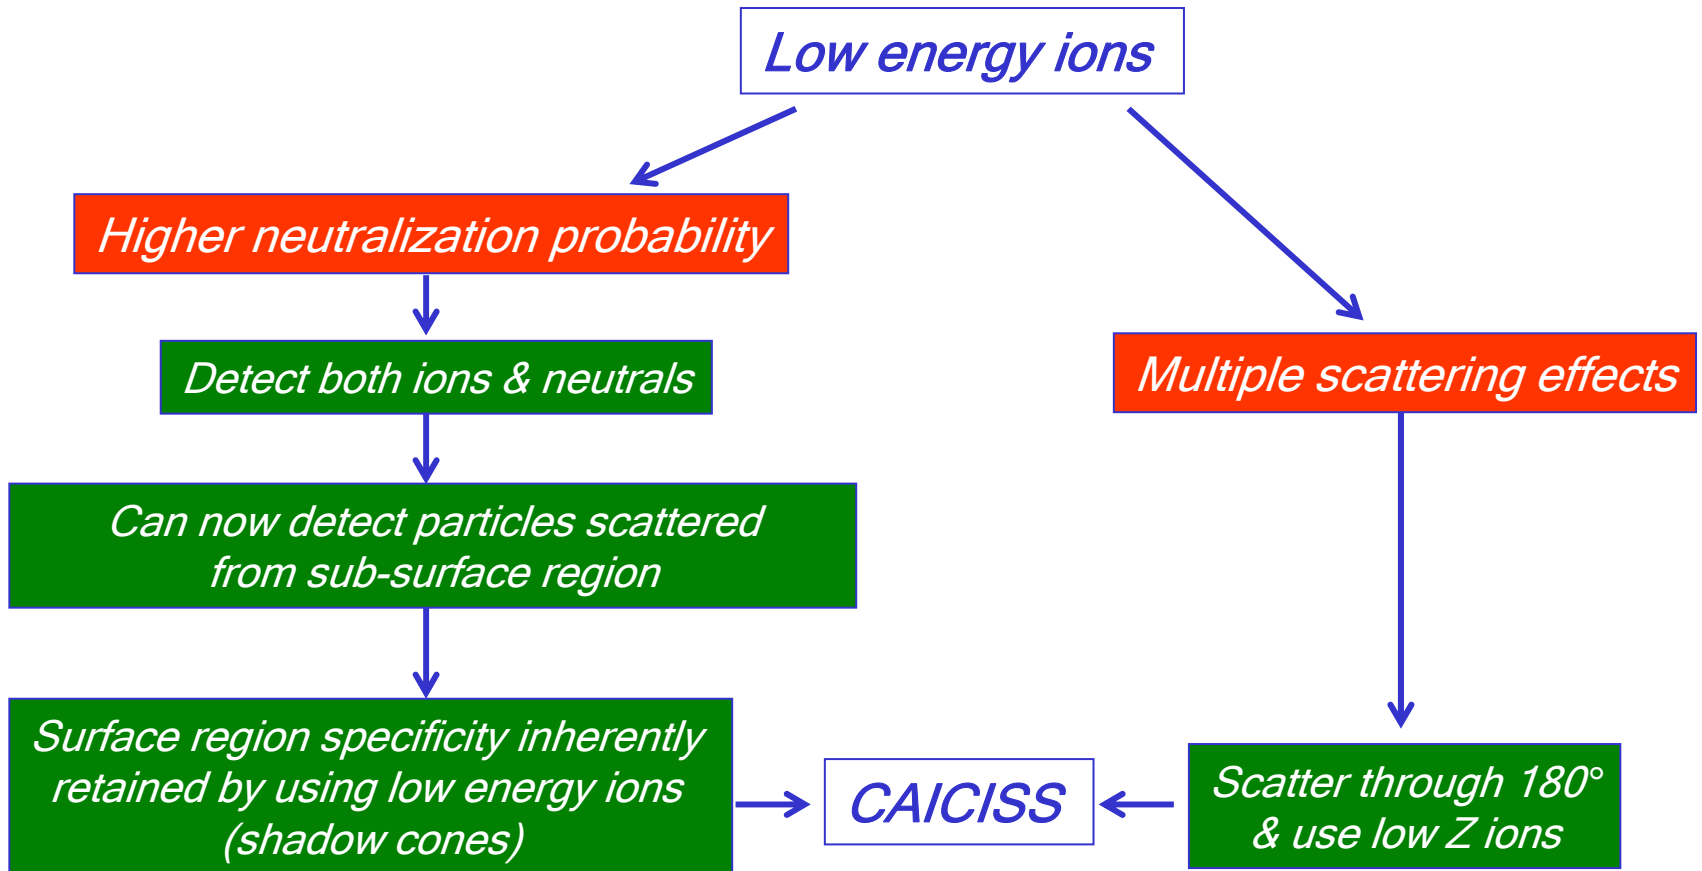 Low energy ions
Higher neutralization probability
Detect both ions & neutrals
Can now detect particles scattered
from sub-surface region
Surface region specificity inherently
retained by using low energy ions
(shadow cones)
Multiple scattering effects
Scatter through 180°
& use low Z ions
CAICISS